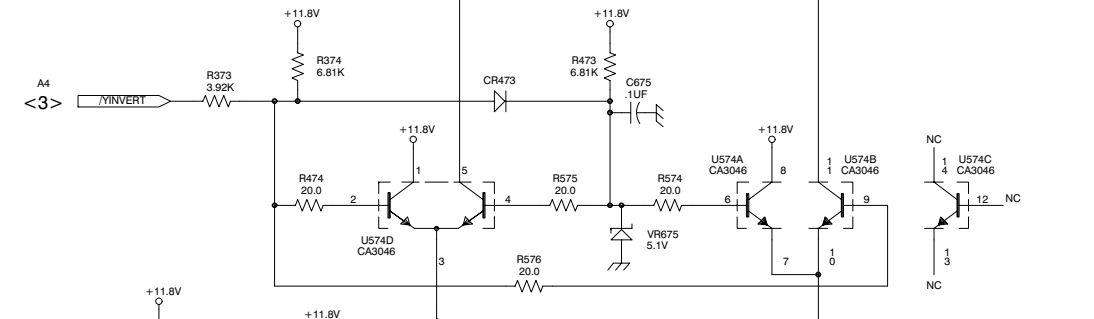 +11.8V
+11.8V
R374
6.81K
R473
6.81K
A4
<3>
/YINVERT
R373
3.92K
CR473
C675
.1UF
+11.8V
+11.8V
NC
1
5
8
1
1
1
4
U574A
CA3046
U574B
CA3046
U574C
CA3046
R474
20.0
R575
20.0
R574
20.0
2
4
6
9
12
NC
U574D
CA3046
VR675
5.1V
3
7
1
0
1
3
R576
20.0
NC
+11.8V
+11.8V